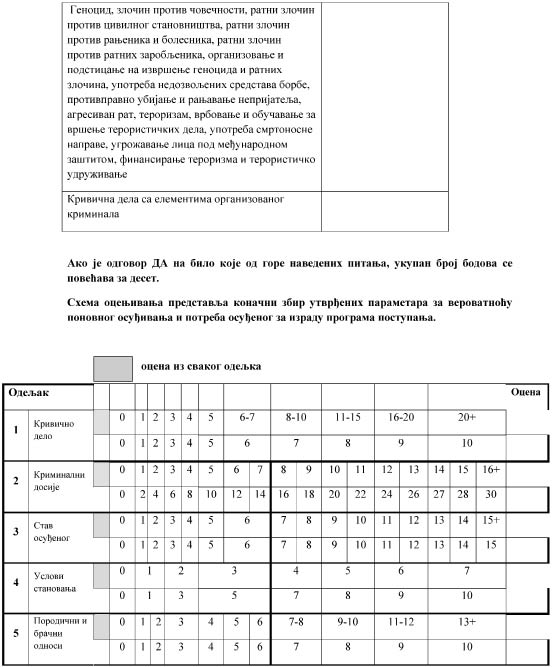 Геноцид, злочин против човечности, ратни злочин
против цивилног становништва, ратни злочин
против рањеника и болесника, ратни злочин
против ратних заробљеника, организовање и
подстицање на извршење геноцида и ратних
злочина, употреба недозвољених средстава борбе,
противправно убијање и рањавање непријатеља,
агресиван рат, тероризам, врбовање и обучавање за
вршење терористичких дела, употреба смртоносне
направе, угрожавање лица под међународном
заштитом, финансирање тероризма и терористичко
удруживање
Кривична дела са елементима организованог
криминала
Ако је одговор ДА на било које од горе наведених питања, укупан број бодова се
повећава за десет.
Схема оцењивања представља коначни збир утврђених параметара за вероватноћу
поновног осуђивања и потреба осуђеног за израду програма поступања.
оцена из сваког одељка
Одељак Оцена
1 Кривично дело
0 1 2 3 4 5 6-7 8-10 11-15 16-20 20+
0 1 2 3 4 5 6 7 8 9 10
2 Криминални досије
0 1 2 3 4 5 6 7 8 9 10 11 12 13 14 15 16+
0 2 4 6 8 10 12 14 16 18 20 22 24 26 27 28 30
3 Став осуђеног
0 1 2 3 4 5 6 7 8 9 10 11 12 13 14 15+
0 1 2 3 4 5 6 7 8 9 10 11 12 13 14 15
4 Услови становања
0 1 2 3 4 5 6 7
0 1 3 5 7 8 9 10
5 Породични и брачни односи
0 1 2 3 4 5 6 7-8 9-10 11-12 13+
0 1 2 3 4 5 6 7 8 9 10